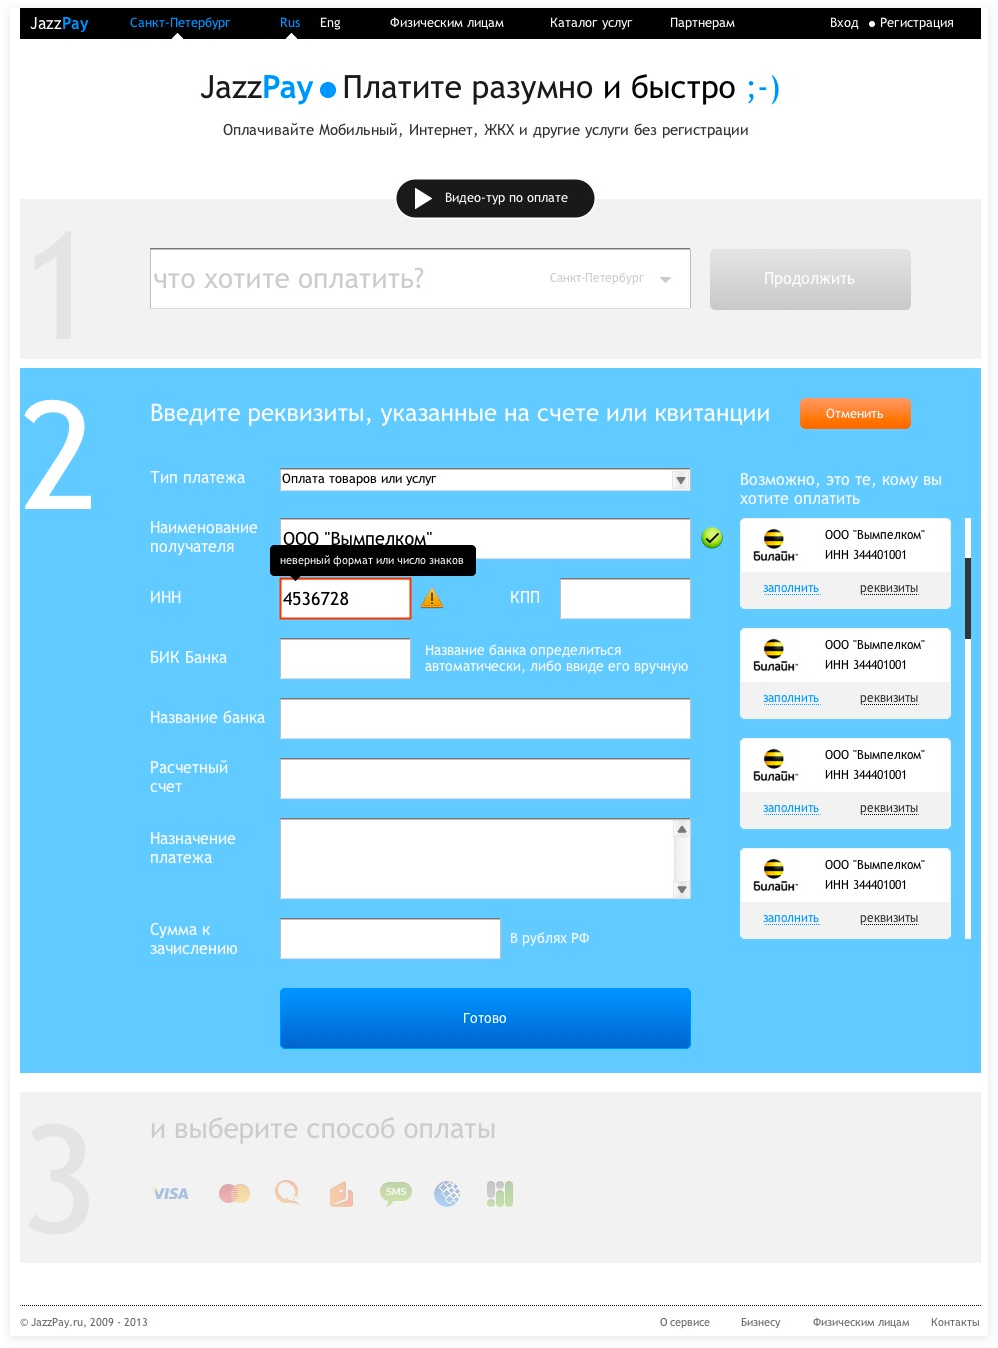 JazzPay
Санкт-Петербург
Rus
Eng
Физическим лицам
Каталог услуг
Партнерам
Вход
Регистрация
JazzPay ● Платите разумно и быстро ;-)
Оплачивайте Мобильный, Интернет, ЖКХ и другие услуги без регистрации
Видео-тур по оплате
1
что хотите оплатить?
Санкт-Петербург
Продолжить
2
Введите реквизиты, указанные на счете или квитанции
Отменить
Тип платежа
Оплата товаров или услуг
Наименование
получателя
ООО "Вымпелком"
неверный формат или число знаков
ИНН
4536728
КПП
БИК Банка
Название банка определиться
автоматически, либо ввиде его вручную
Название банка
Расчетный
счет
Назначение
платежа
Сумма к
зачислению
В рублях РФ
Готово
Возможно, это те, кому вы
хотите оплатить
Билайн™
ООО "Вымпелком"
ИНН 344401001
заполнить
реквизиты
Билайн™
ООО "Вымпелком"
ИНН 344401001
заполнить
реквизиты
Билайн™
ООО "Вымпелком"
ИНН 344401001
заполнить
реквизиты
Билайн™
ООО "Вымпелком"
ИНН 344401001
заполнить
реквизиты
3
и выберите способ оплаты
VISA
SMS
© JazzPay.ru, 2009 - 2013
О сервисе
Бизнесу
Физическим лицам
Контакты